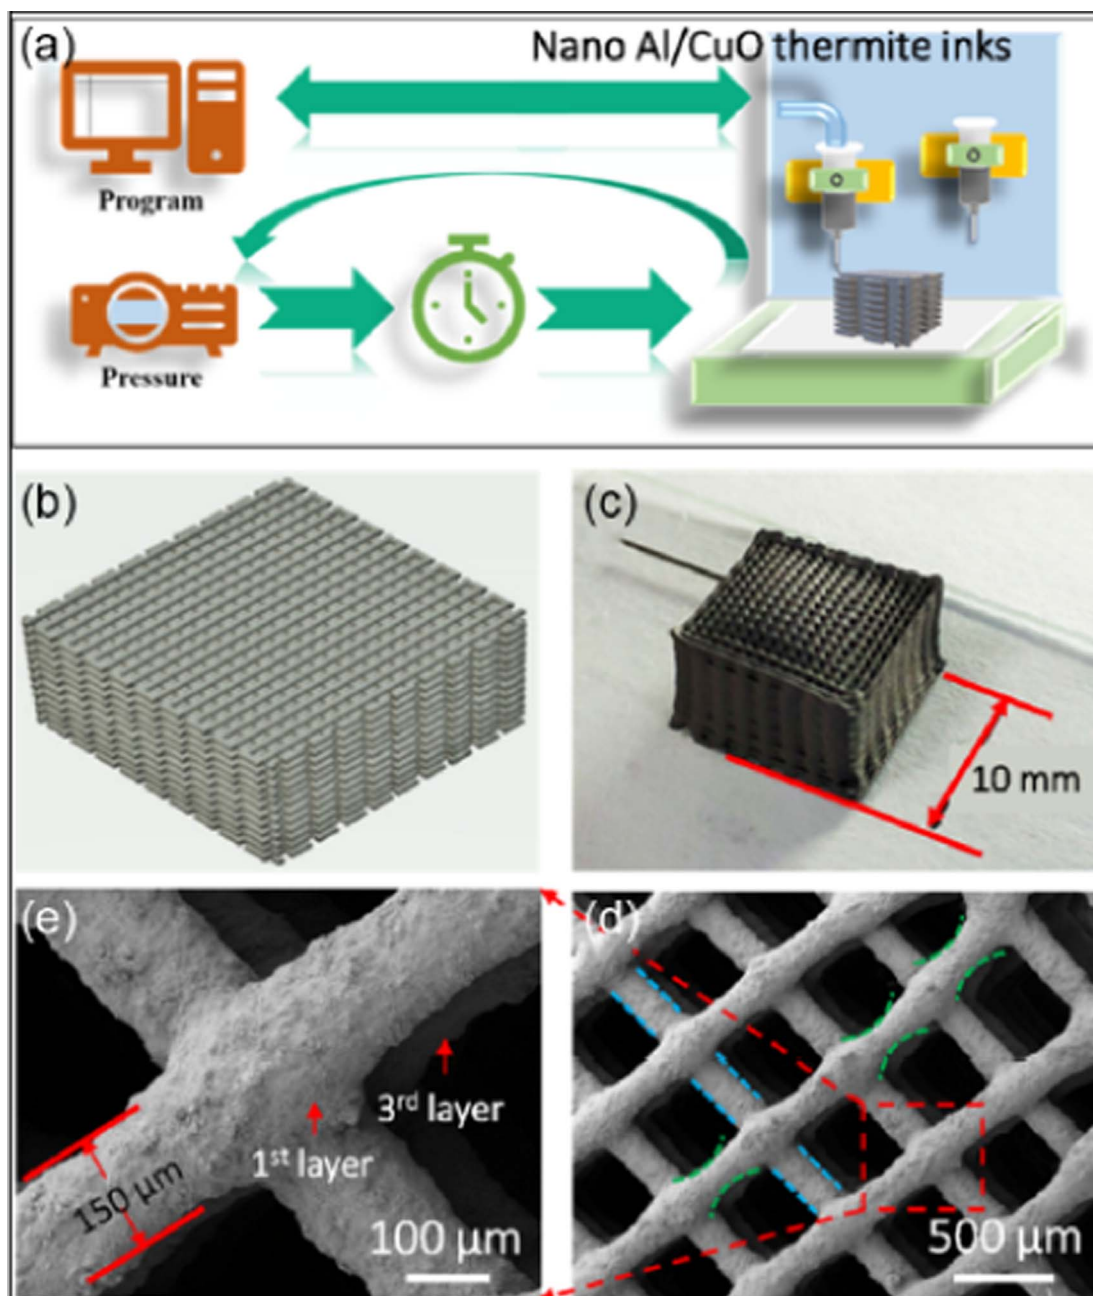 (a)
Nano Al/CuO thermite inks
Program
Pressure
(b)
(c)
10 mm
(e)
3rd layer
1st layer
150 μm
100 μm
(d)
500 μm